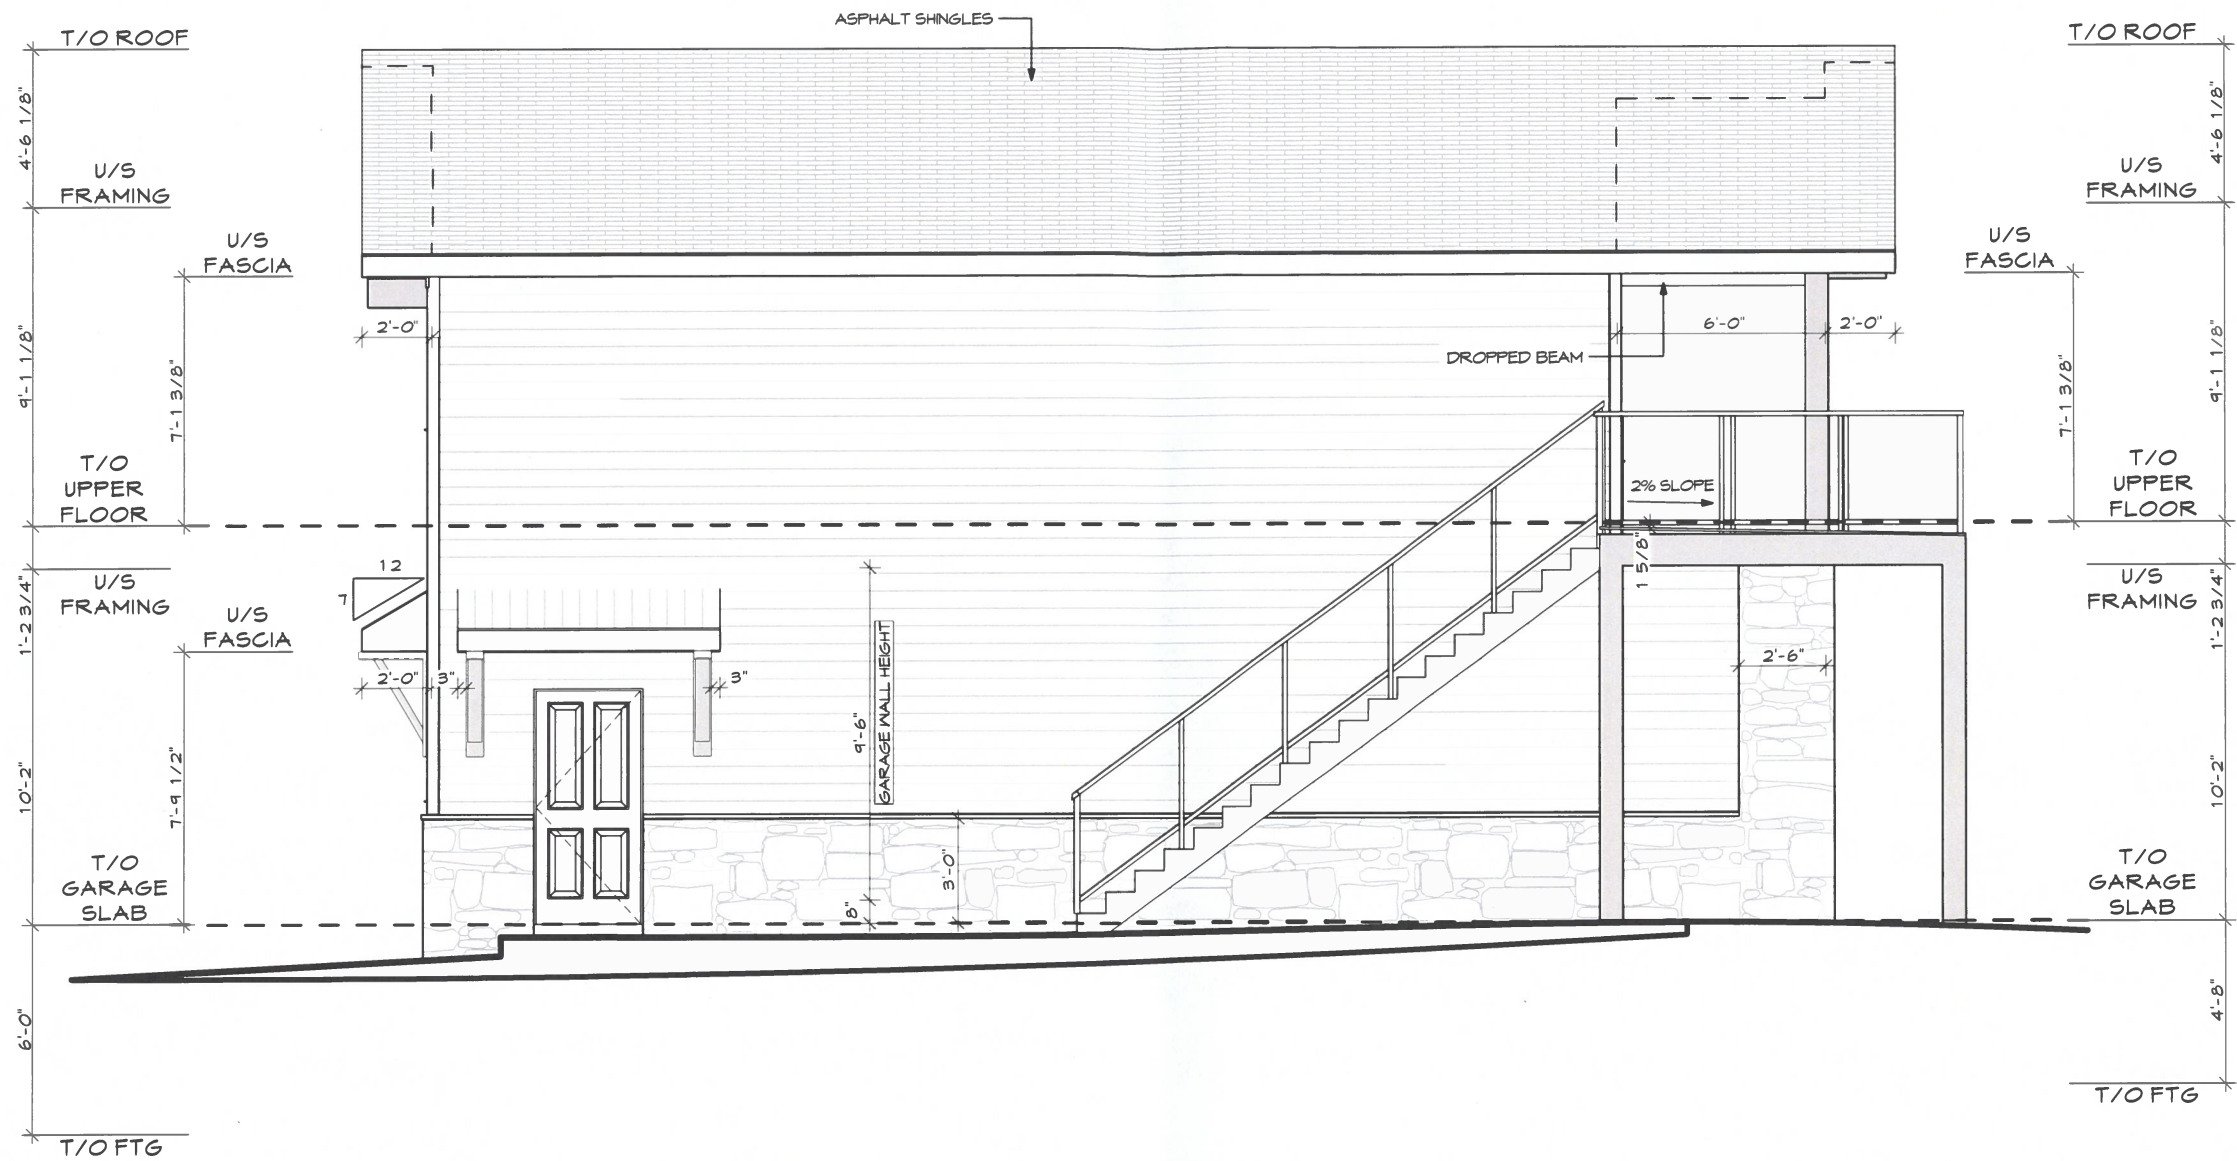 ASPHALT SHINGLES
T/O ROOF
T/O ROOF
4'-6 1/8"
4'-6 1/8"
U/S
FRAMING
U/S
FRAMING
U/S
FASCIA
U/S
FASCIA
2'-0"
6'-0"
2'-0"
DROPPED BEAM
9'-1 1/8"
7'-1 3/8"
7'-1 3/8"
9'-1 1/8"
T/O
UPPER
FLOOR
2% SLOPE
T/O
UPPER
FLOOR
1 5/8"
12
7
U/S
FRAMING
U/S
FRAMING
1'-2 3/4"
1'-2 3/4"
U/S
FASCIA
2'-0"
3"
3"
2'-6"
9'-6"
GARAGE WALL HEIGHT
10'-2"
7'-9 1/2"
10'-2"
3'-0"
8"
T/O
GARAGE
SLAB
T/O
GARAGE
SLAB
6'-0"
4'-8"
T/O FTG
T/O FTG